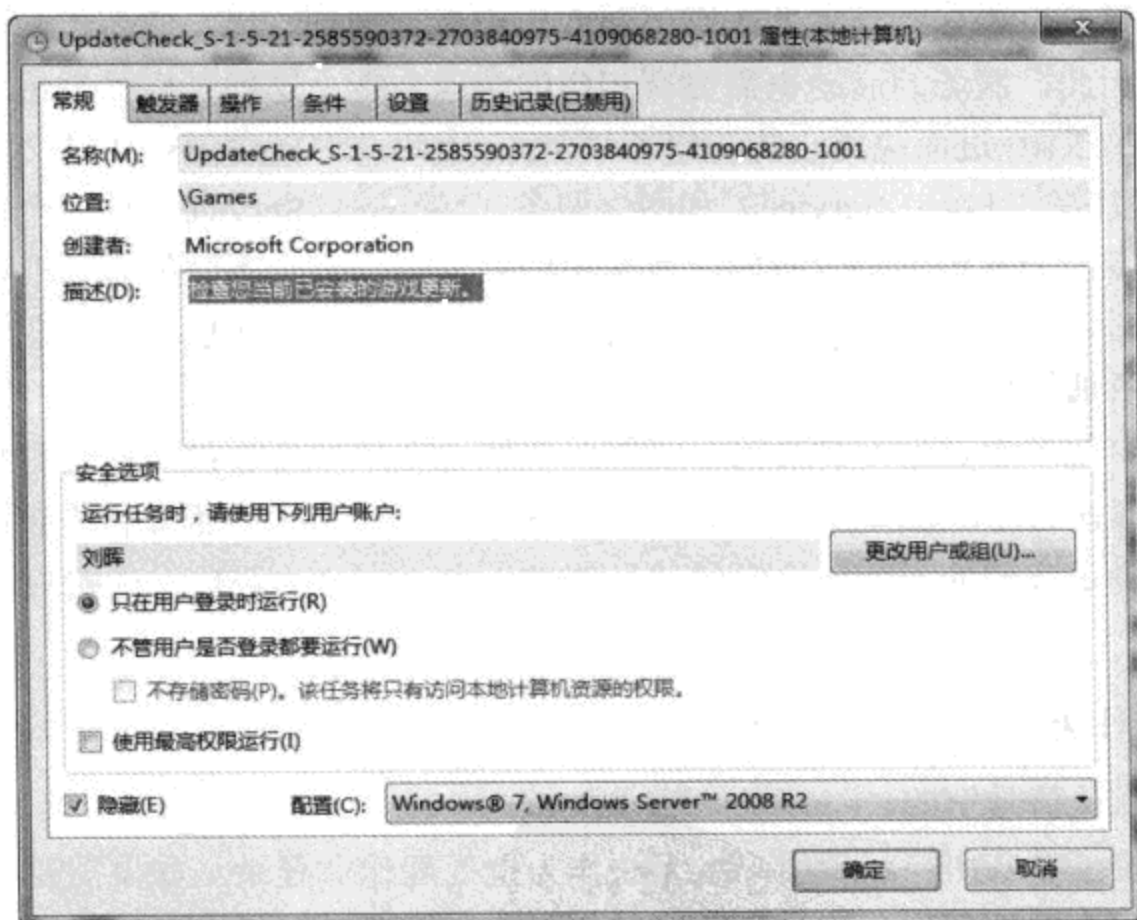 UpdateCheck_S-1-5-21-2585590372-2703840975-4109068280-1001 属性(本地计算机)
常规 触发器 操作 条件 设置 历史记录(已禁用)
名称(M): UpdateCheck_S-1-5-21-2585590372-2703840975-4109068280-1001
位置: \Games
创建者: Microsoft Corporation
描述(D): 检查您当前已安装的游戏更新。
安全选项
运行任务时，请使用下列用户账户:
刘晖 更改用户或组(U)...
只在用户登录时运行(R)
不管用户是否登录都要运行(W)
不存储密码(P)。该任务将只有访问本地计算机资源的权限。
使用最高权限运行(I)
隐藏(E) 配置(C): Windows® 7, Windows Server™ 2008 R2
确定 取消